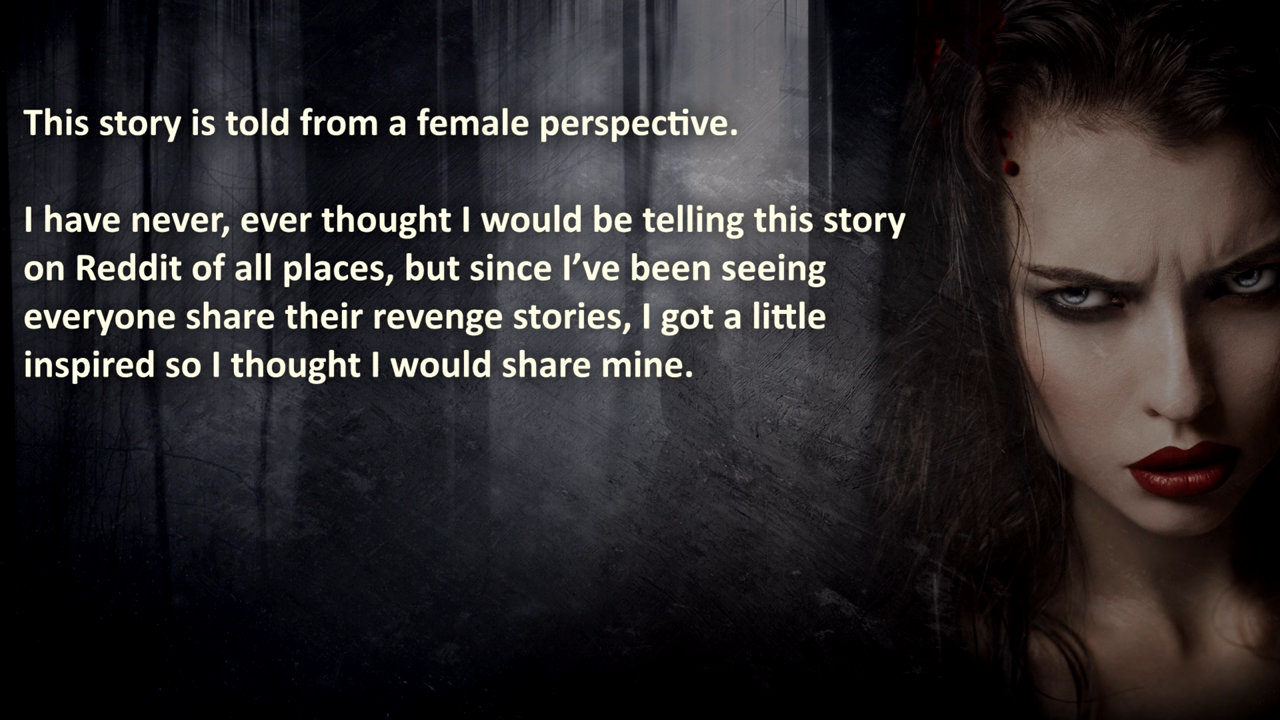 This story is told from a female perspective.
I have never, ever thought I would be telling this story
on Reddit of all places, but since I’ve been seeing
everyone share their revenge stories, I got a little
inspired so I thought I would share mine.